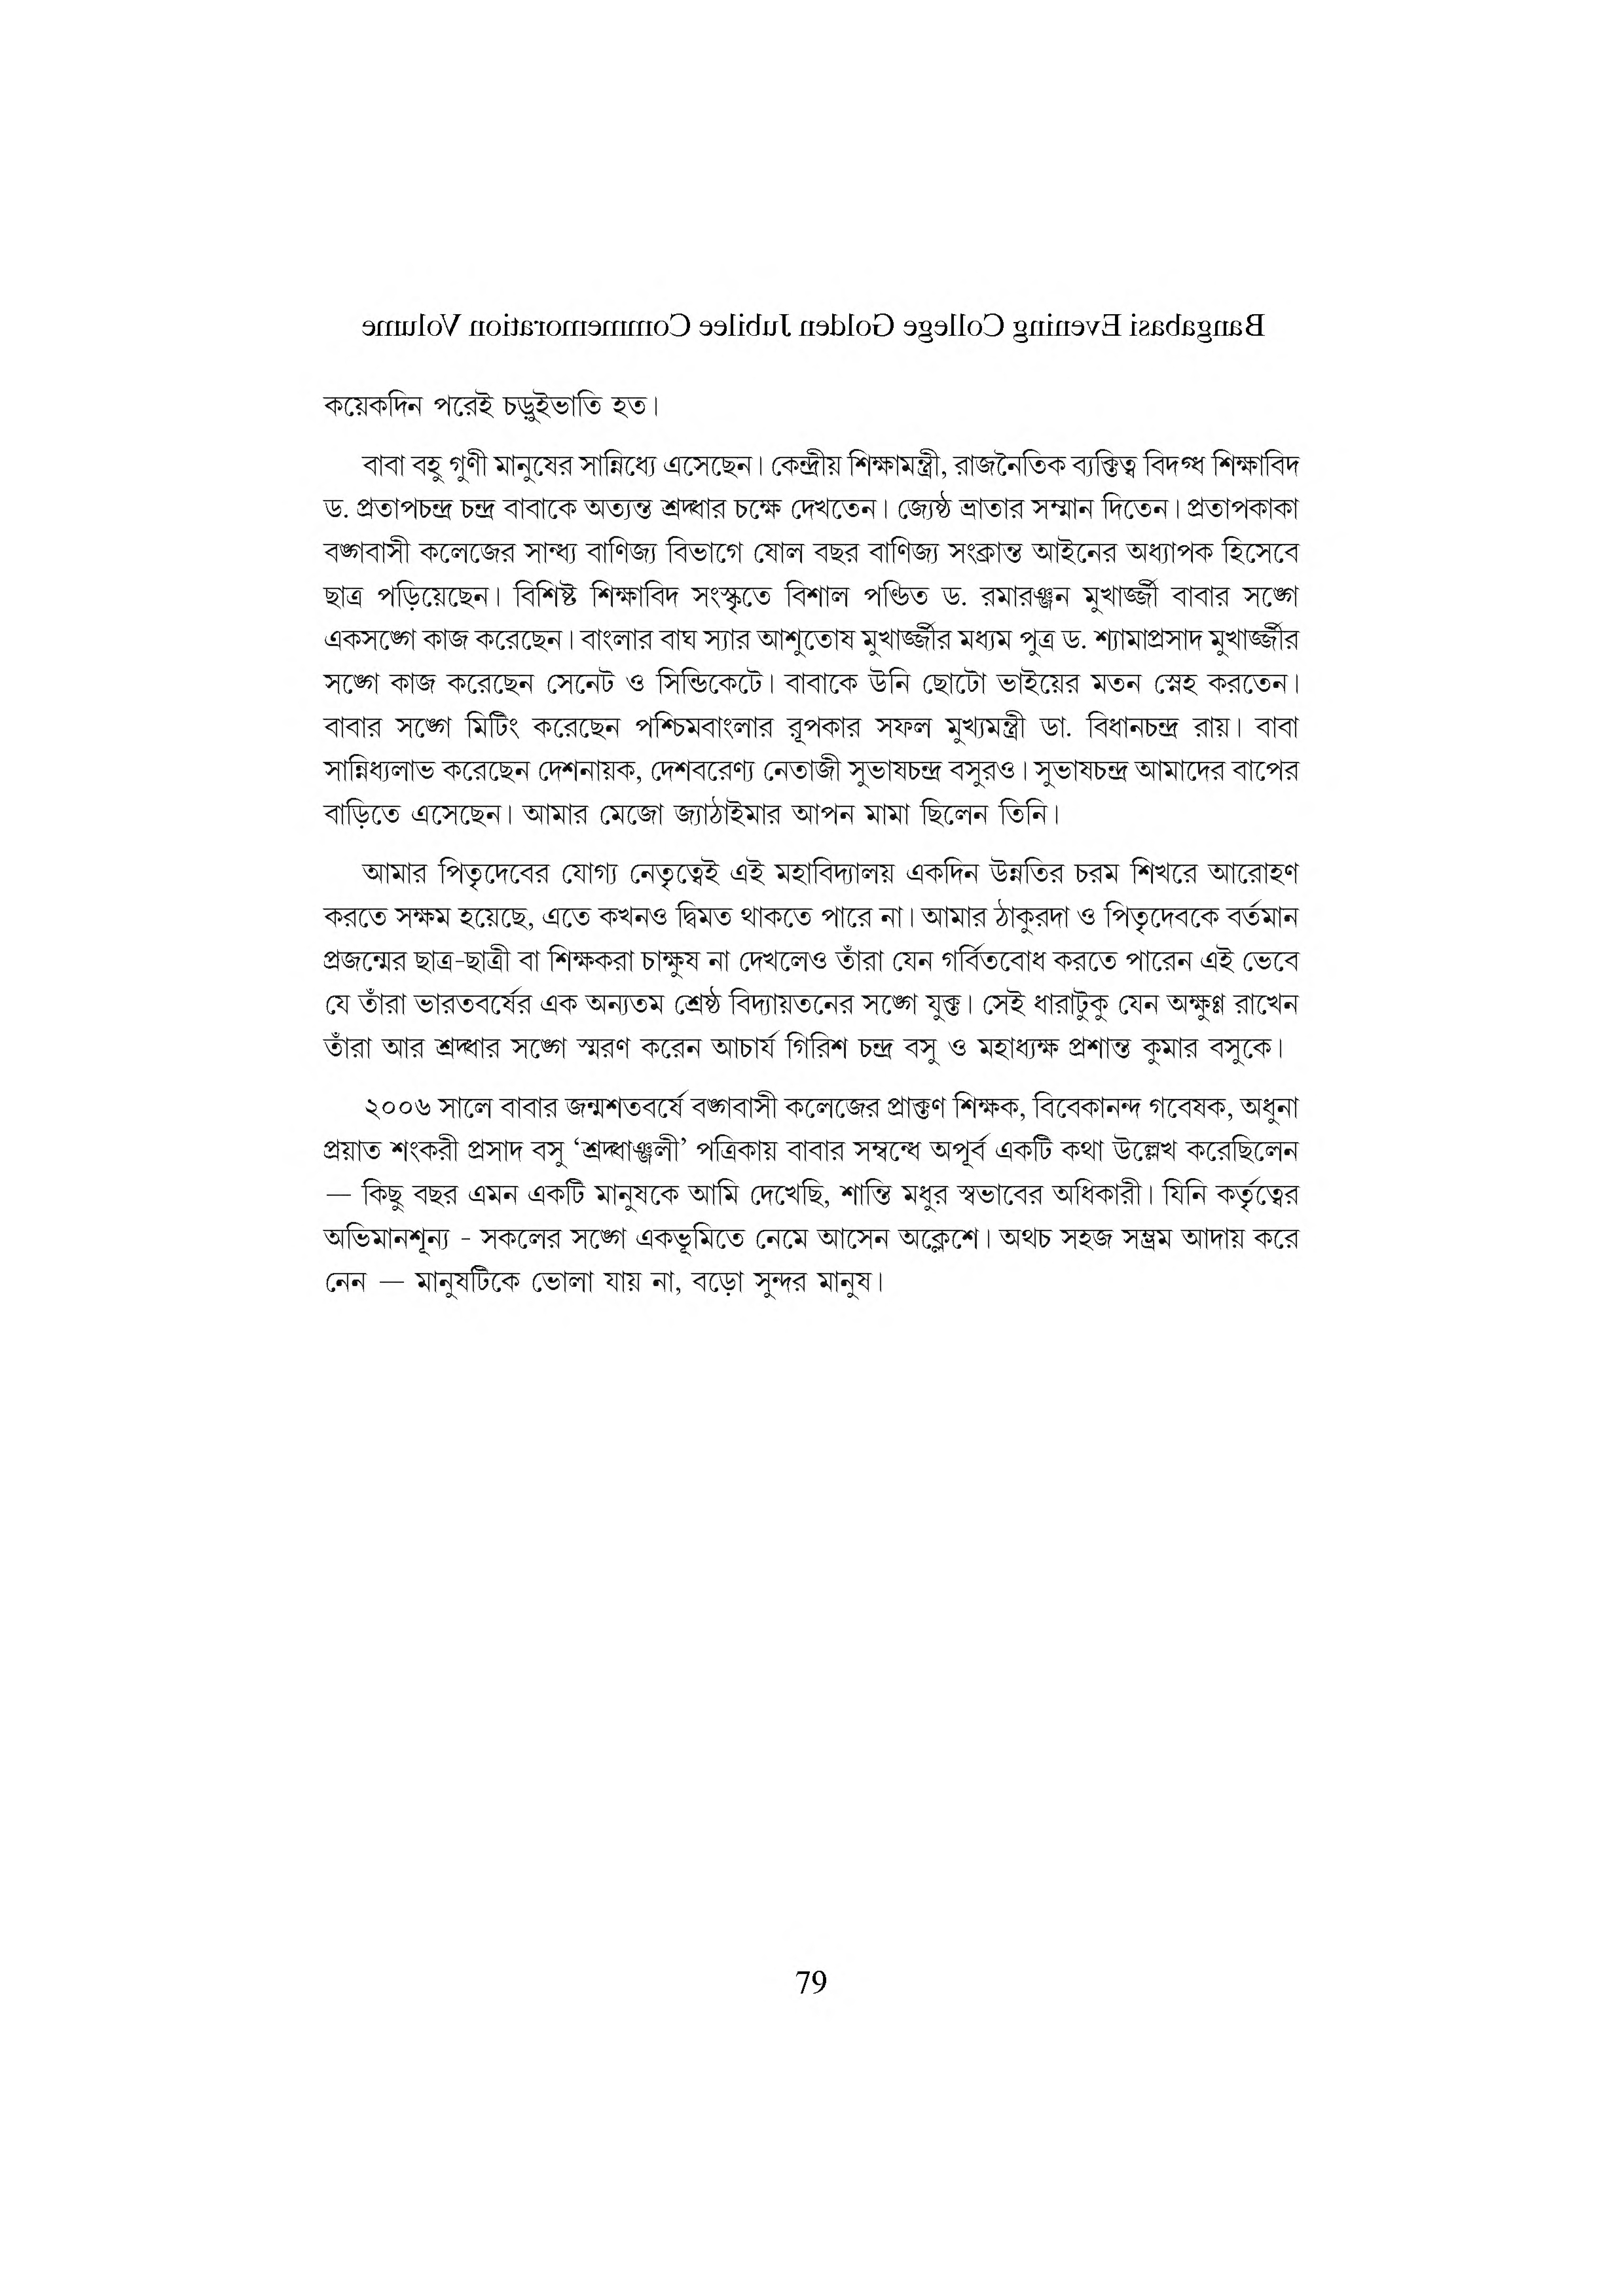 Bangabasi Evening College Golden Jubilee Commemoration Volume
কয়েকদিন পরেই চড়ুইভাতি হত।
বাবা বহু গুণী মানুষের সান্নিধ্যে এসেছেন। কেন্দ্রীয় শিক্ষামন্ত্রী, রাজনৈতিক ব্যক্তিত্ব বিদগ্ধ শিক্ষাবিদ
ড. প্রতাপচন্দ্র চন্দ্র বাবাকে অত্যন্ত শ্রদ্ধার চক্ষে দেখতেন। জ্যেষ্ঠ ভ্রাতার সম্মান দিতেন। প্রতাপকাকা
বঙ্গবাসী কলেজের সান্ধ্য বাণিজ্য বিভাগে ষোল বছর বাণিজ্য সংক্রান্ত আইনের অধ্যাপক হিসেবে
ছাত্র পড়িয়েছেন। বিশিষ্ট শিক্ষাবিদ সংস্কৃতে বিশাল পণ্ডিত ড. রমারঞ্জন মুখার্জ্জী বাবার সঙ্গে
একসঙ্গে কাজ করেছেন। বাংলার বাঘ স্যার আশুতোষ মুখার্জ্জীর মধ্যম পুত্র ড. শ্যামাপ্রসাদ মুখার্জ্জীর
সঙ্গে কাজ করেছেন সেনেট ও সিন্ডিকেটে। বাবাকে উনি ছোটো ভাইয়ের মতন স্নেহ করতেন।
বাবার সঙ্গে মিটিং করেছেন পশ্চিমবাংলার রূপকার সফল মুখ্যমন্ত্রী ডা. বিধানচন্দ্র রায়। বাবা
সান্নিধ্যলাভ করেছেন দেশনায়ক, দেশবরেণ্য নেতাজী সুভাষচন্দ্র বসুরও। সুভাষচন্দ্র আমাদের বাপের
বাড়িতে এসেছেন। আমার মেজো জ্যাঠাইমার আপন মামা ছিলেন তিনি।
আমার পিতৃদেবের যোগ্য নেতৃত্বেই এই মহাবিদ্যালয় একদিন উন্নতির চরম শিখরে আরোহণ
করতে সক্ষম হয়েছে, এতে কখনও দ্বিমত থাকতে পারে না। আমার ঠাকুরদা ও পিতৃদেবকে বর্তমান
প্রজন্মের ছাত্র-ছাত্রী বা শিক্ষকরা চাক্ষুষ না দেখলেও তাঁরা যেন গর্বিতবোধ করতে পারেন এই ভেবে
যে তাঁরা ভারতবর্ষের এক অন্যতম শ্রেষ্ঠ বিদ্যায়তনের সঙ্গে যুক্ত। সেই ধারাটুকু যেন অক্ষুণ্ণ রাখেন
তাঁরা আর শ্রদ্ধার সঙ্গে স্মরণ করেন আচার্য গিরিশ চন্দ্র বসু ও মহাধ্যক্ষ প্রশান্ত কুমার বসুকে।
২০০৬ সালে বাবার জন্মশতবর্ষে বঙ্গবাসী কলেজের প্রাক্তণ শিক্ষক, বিবেকানন্দ গবেষক, অধুনা
প্রয়াত শংকরী প্রসাদ বসু ‘শ্রদ্ধাঞ্জলী’ পত্রিকায় বাবার সম্বন্ধে অপূর্ব একটি কথা উল্লেখ করেছিলেন
— কিছু বছর এমন একটি মানুষকে আমি দেখেছি, শান্তি মধুর স্বভাবের অধিকারী। যিনি কর্তৃত্বের
অভিমানশূন্য - সকলের সঙ্গে একভূমিতে নেমে আসেন অক্লেশে। অথচ সহজ সম্ভ্রম আদায় করে
নেন — মানুষটিকে ভোলা যায় না, বড়ো সুন্দর মানুষ।
79